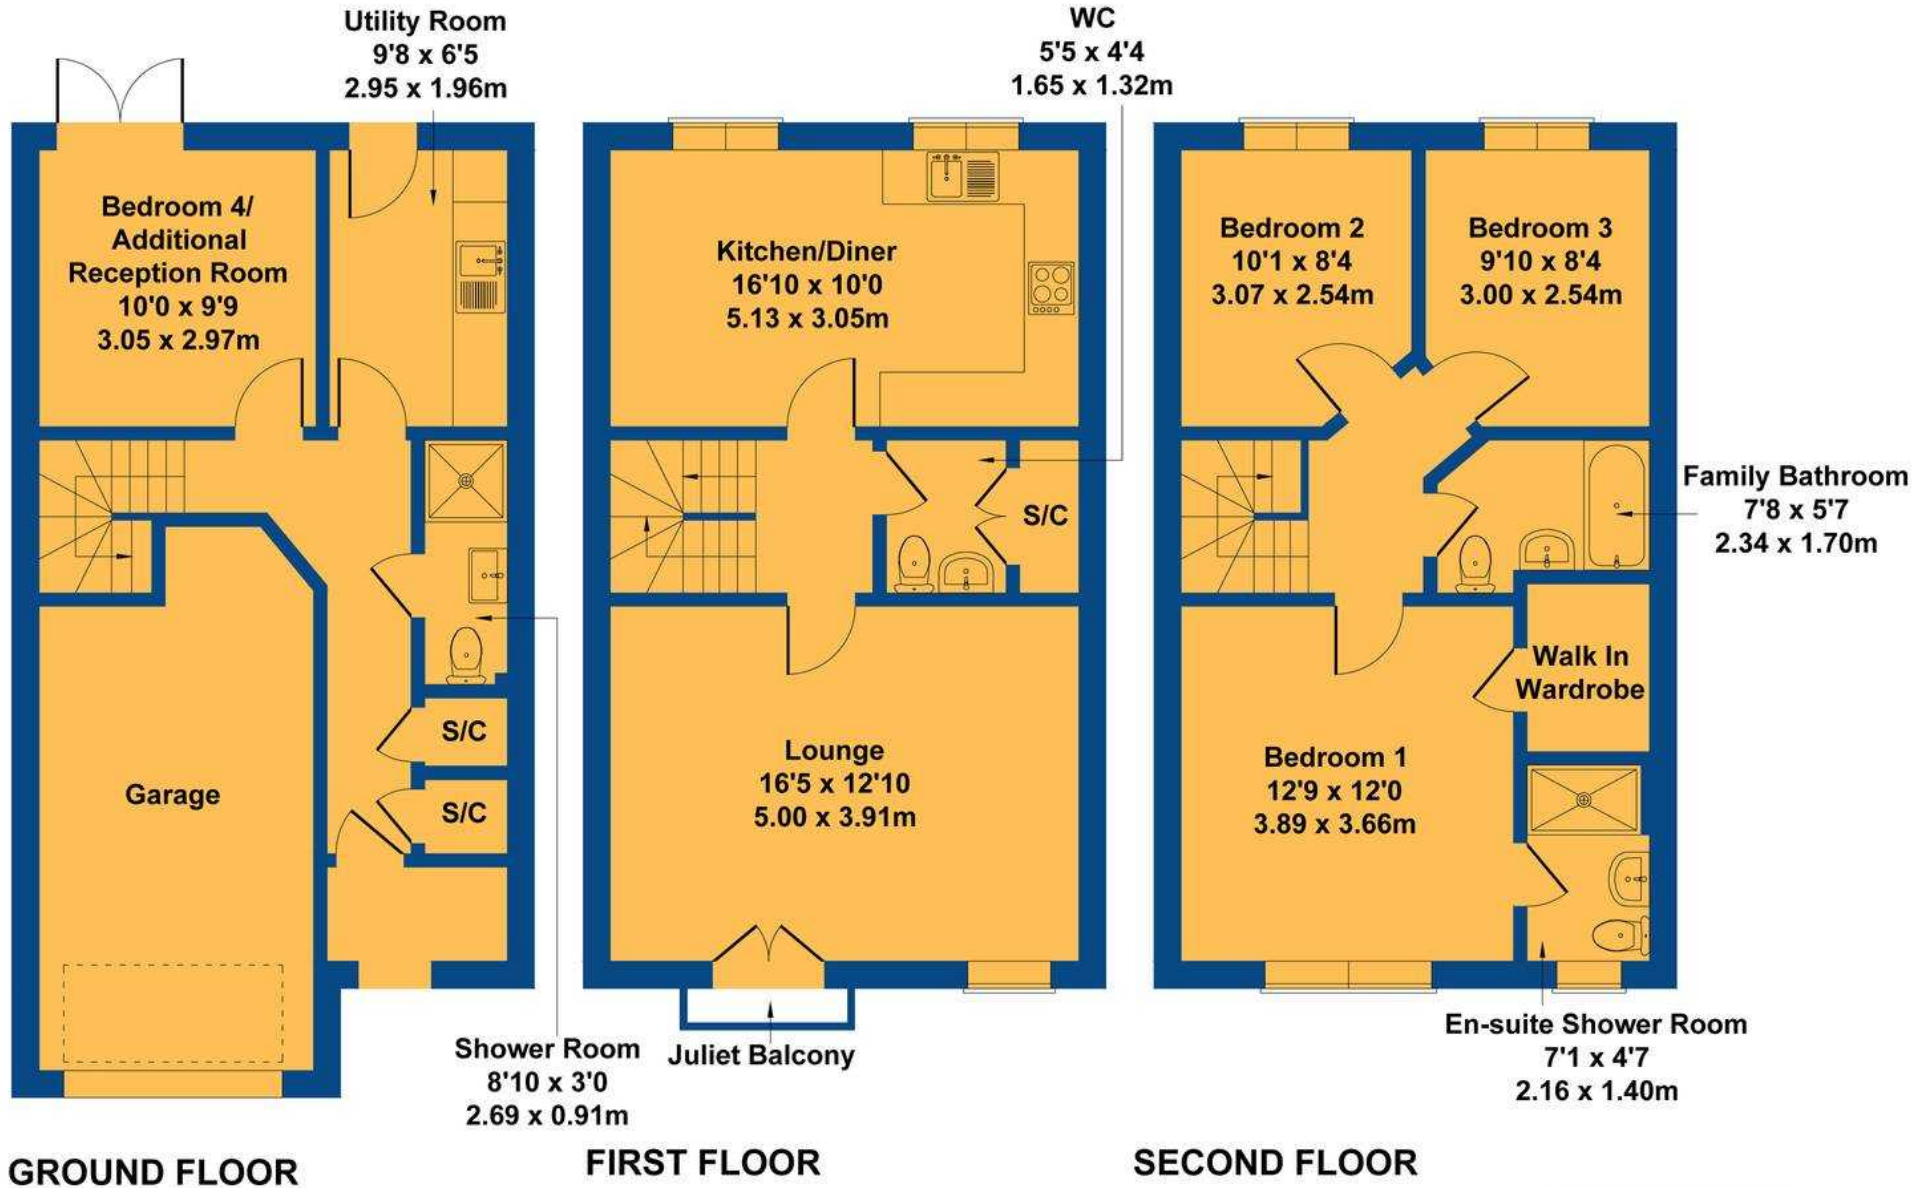 Utility Room
9'8 x 6'5
2.95 x 1.96m
WC
5'5 x 4'4
1.65 x 1.32m
Bedroom 4/
Additional
Reception Room
10'0 x 9'9
3.05 x 2.97m
Kitchen/Diner
16'10 x 10'0
5.13 x 3.05m
Bedroom 2
10'1 x 8'4
3.07 x 2.54m
Bedroom 3
9'10 x 8'4
3.00 x 2.54m
S/C
Family Bathroom
7'8 x 5'7
2.34 x 1.70m
Walk In
Wardrobe
S/C
S/C
Garage
Lounge
16'5 x 12'10
5.00 x 3.91m
Bedroom 1
12'9 x 12'0
3.89 x 3.66m
Shower Room
8'10 x 3'0
2.69 x 0.91m
Juliet Balcony
En-suite Shower Room
7'1 x 4'7
2.16 x 1.40m
GROUND FLOOR
FIRST FLOOR
SECOND FLOOR